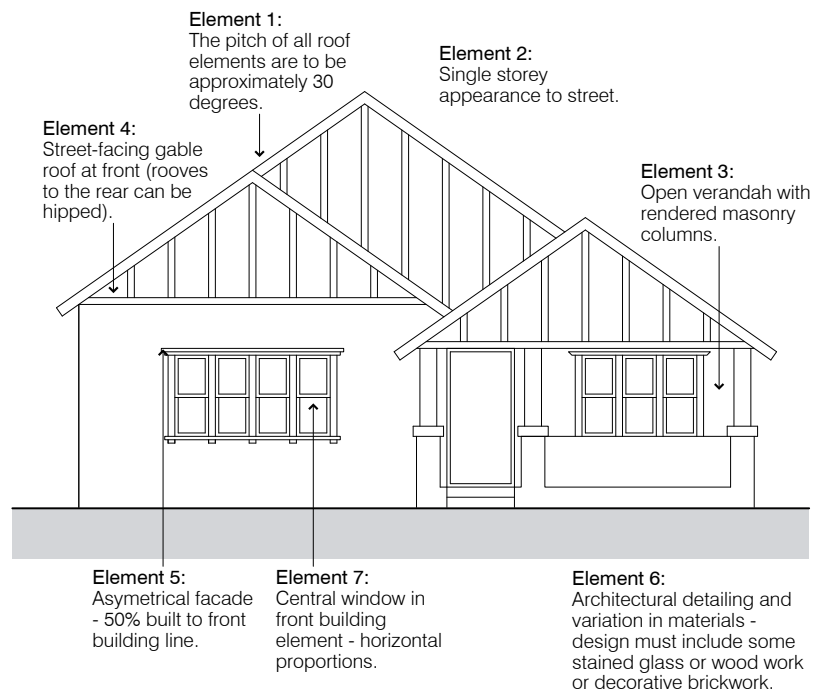 Element 1:
The pitch of all roof
elements are to be
approximately 30
degrees.
Element 2:
Single storey
appearance to street.
Element 4:
Street-facing gable
roof at front (rooves
to the rear can be
hipped).
Element 3:
Open verandah with
rendered masonry
columns.
Element 5:
Asymetrical facade
- 50% built to front
building line.
Element 7:
Central window in
front building
element - horizontal
proportions.
Element 6:
Architectural detailing and
variation in materials -
design must include some
stained glass or wood work
or decorative brickwork.